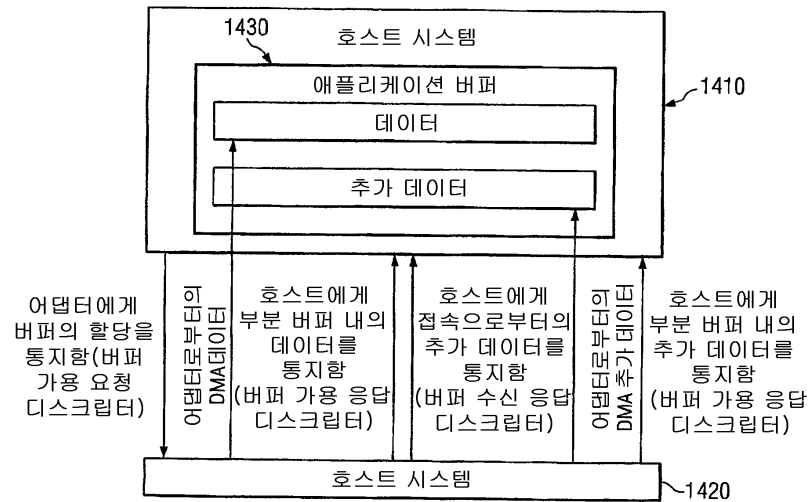 1430
호스트 시스템
애플리케이션 버퍼
1410
데이터
추가 데이터
어댑터에게
버퍼의 할당을
통지함(버퍼
가용 요청
디스크립터)
어댑터로부터의
DMA데이터
호스트에게
부분 버퍼 내의
데이터를
통지함
(버퍼 가용 응답
디스크립터)
호스트에게
접속으로부터의
추가 데이터를
통지함
(버퍼 수신 응답
디스크립터)
어댑터로부터의
DMA 추가 데이터
호스트에게
부분 버퍼 내의
추가 데이터를
통지함
(버퍼 가용 응답
디스크립터)
호스트 시스템
1420